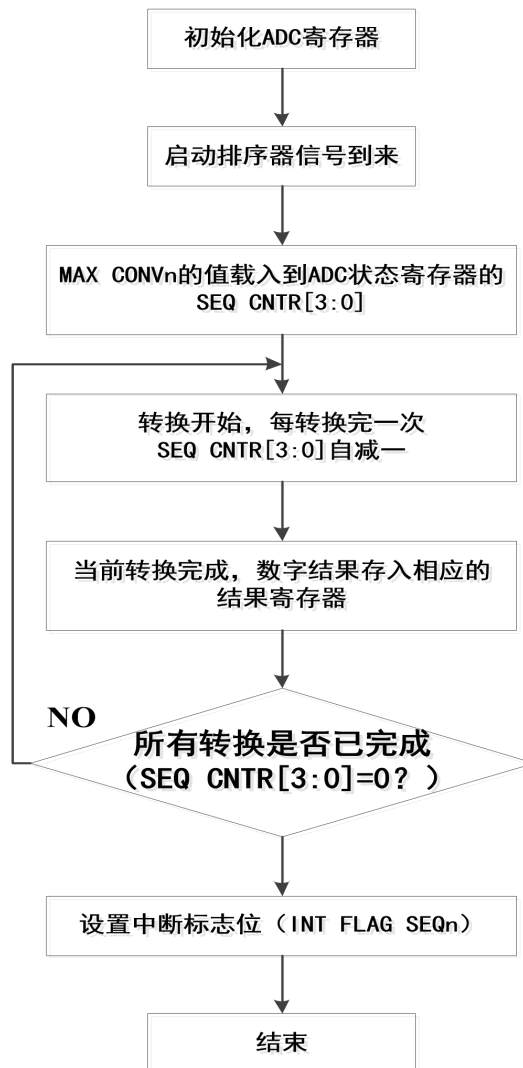 初始化ADC寄存器
启动排序器信号到来
MAX CONVn的值载入到ADC状态寄存器的
SEQ CNTR[3:0]
转换开始，每转换完一次
SEQ CNTR[3:0]自减一
当前转换完成，数字结果存入相应的
结果寄存器
NO
所有转换是否已完成
（SEQ CNTR[3:0]=0？）
设置中断标志位（INT FLAG SEQn）
结束